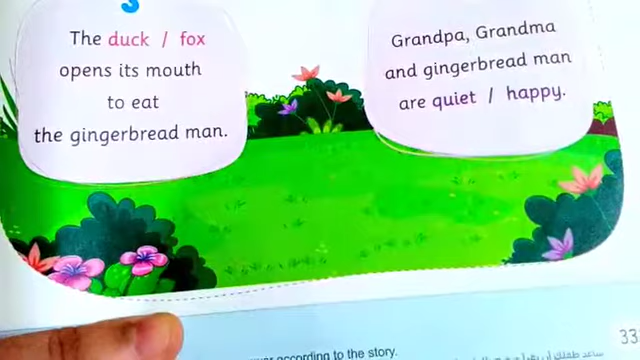 3
The duck / fox
opens its mouth
to eat
the gingerbread man.
Grandpa, Grandma
and gingerbread man
are quiet / happy.
according to the story.
33